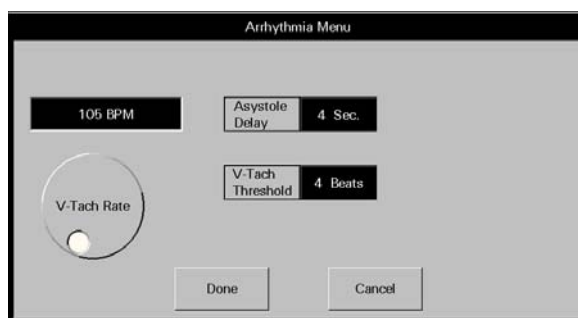 Arrhythmia Menu
105 BPM
Asystole
Delay
4 Sec.
V-Tach Rate
V-Tach
Threshold
4 Beats
Done
Cancel